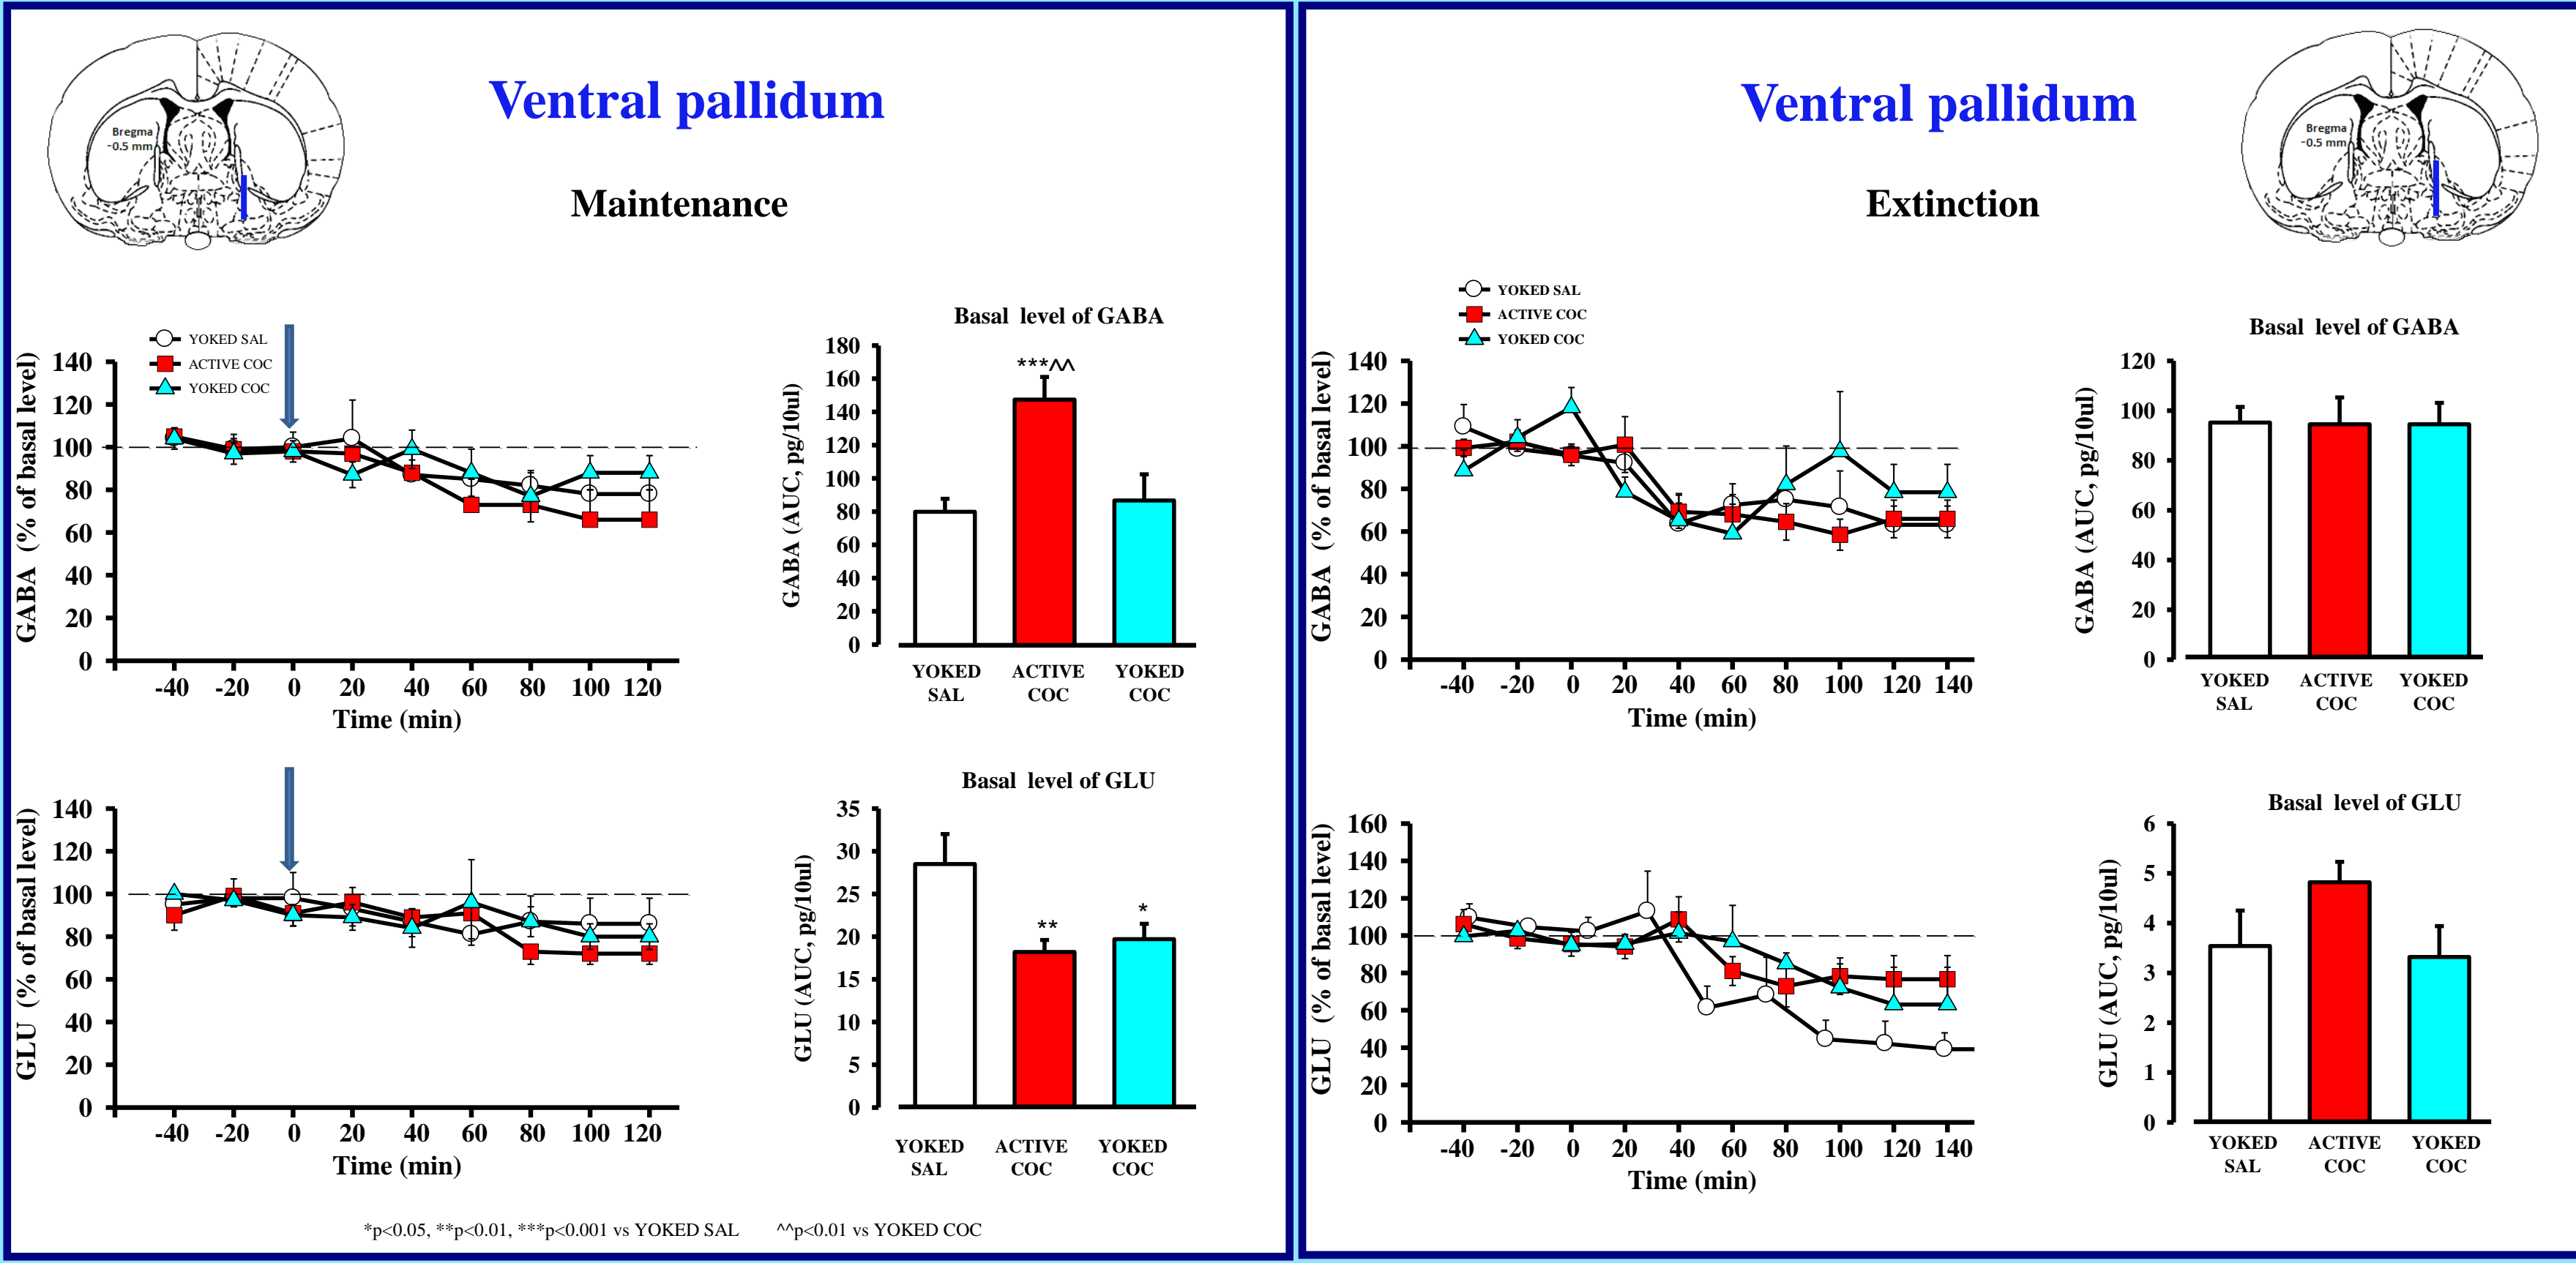 Ventral pallidum
Maintenance
Bregma
-0.5 mm
YOKED SAL
ACTIVE COC
YOKED COC
GABA (% of basal level)
140
120
100
80
60
40
20
0
-40 -20 0 20 40 60 80 100 120
Time (min)
Basal level of GABA
GABA (AUC, pg/10ul)
180
160
140
120
100
80
60
40
20
0
***^^
YOKED ACTIVE YOKED
SAL COC COC
GLU (% of basal level)
140
120
100
80
60
40
20
0
-40 -20 0 20 40 60 80 100 120
Time (min)
Basal level of GLU
GLU (AUC, pg/10ul)
35
30
25
20
15
10
5
0
**
*
YOKED ACTIVE YOKED
SAL COC COC
*p<0.05, **p<0.01, ***p<0.001 vs YOKED SAL ^^p<0.01 vs YOKED COC
Ventral pallidum
Extinction
Bregma
-0.5 mm
YOKED SAL
ACTIVE COC
YOKED COC
GABA (% of basal level)
140
120
100
80
60
40
20
0
-40 -20 0 20 40 60 80 100 120 140
Time (min)
Basal level of GABA
GABA (AUC, pg/10ul)
120
100
80
60
40
20
0
YOKED ACTIVE YOKED
SAL COC COC
GLU (% of basal level)
160
140
120
100
80
60
40
20
0
-40 -20 0 20 40 60 80 100 120 140
Time (min)
Basal level of GLU
GLU (AUC, pg/10ul)
6
5
4
3
2
1
0
YOKED ACTIVE YOKED
SAL COC COC